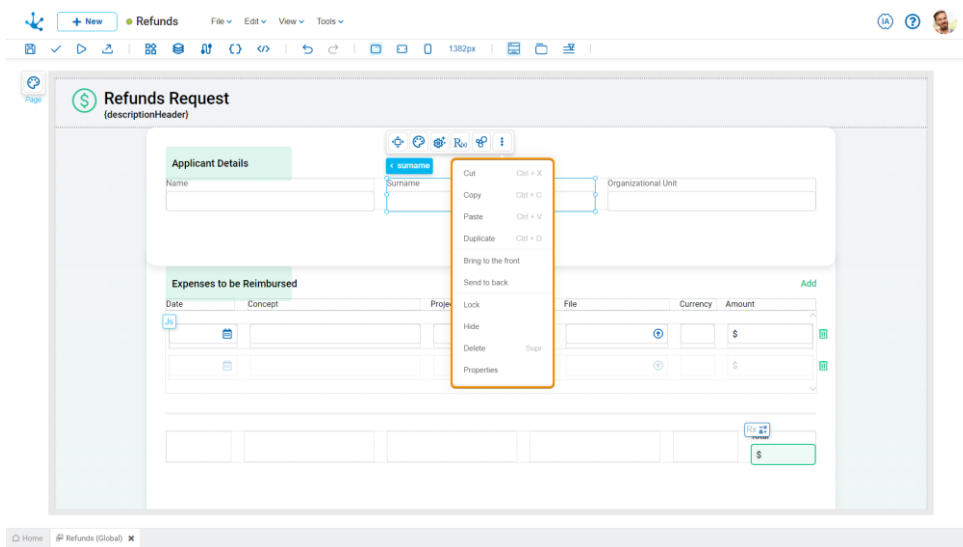 + New
Refunds
File
Edit
View
Tools
IA
?
1382px
Page
Refunds Request
{descriptionHeader}
Applicant Details
< surname
Name
Surname
Organizational Unit
Cut Ctrl + X
Copy Ctrl + C
Paste Ctrl + V
Duplicate Ctrl + D
Bring to the front
Send to back
Lock
Hide
Delete Supr
Properties
Expenses to be Reimbursed
Add
Date
Concept
File
Currency
Amount
Js
$
$
Rx
$
Home
Refunds (Global)